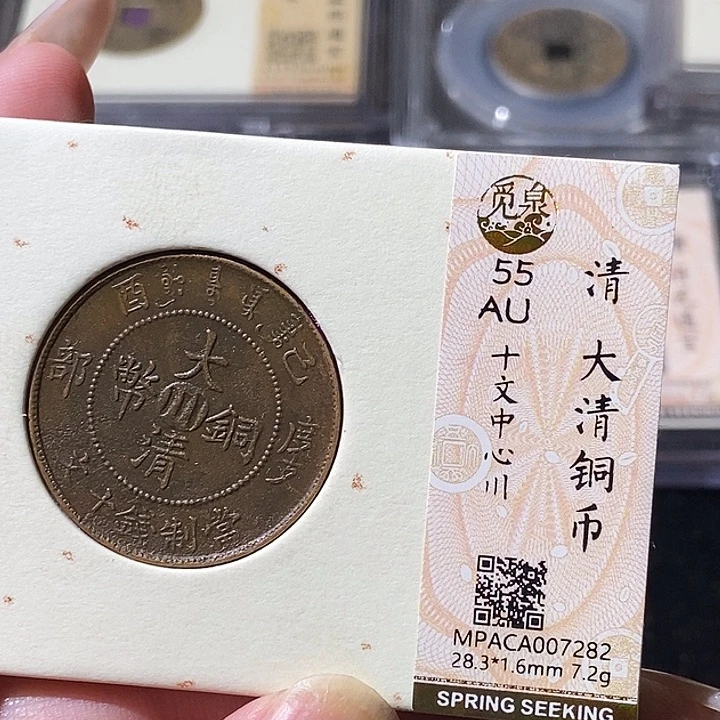 觅泉
55
AU
清 大清铜币
十文中心川
MPACA007282
28.3*1.6mm 7.2g
SPRING SEEKING
酉
己
大清銅幣
川
部
當制錢十文